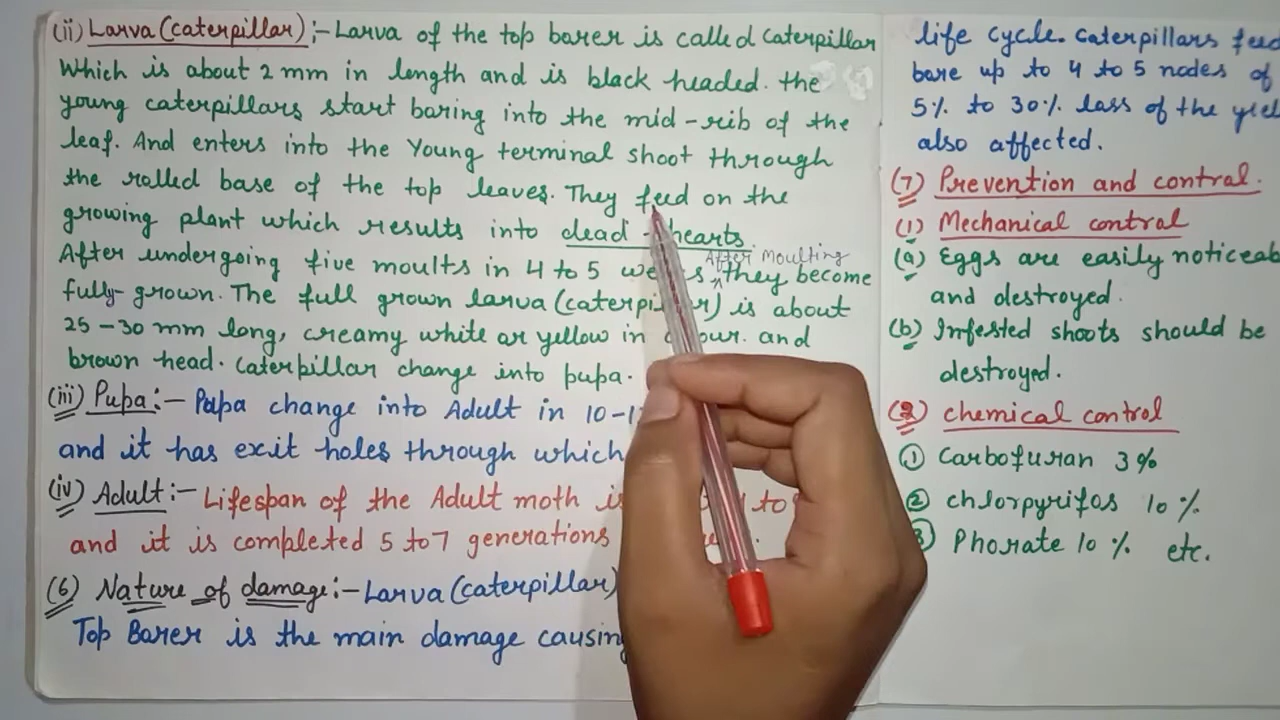 (ii) Larva (caterpillar) :- Larva of the top barer is called caterpillar
Which is about 2 mm in length and is black headed. the
young caterpillars start boring into the mid-rib of the
leaf. And enters into the Young terminal shoot through
the rolled base of the top leaves. They feed on the
growing plant which results into dead - hearts.
After Moulting
After undergoing five moults in 4 to 5 they become
fully-grown. The full grown larva (caterpi r) is about
25-30 mm long, creamy white or yellow in our. and
brown head. Caterpillar change into pupa.
(iii) Pupa :- Papa change into Adult in 10-1
and it has exit holes through which
(iv) Adult :- Lifespan of the Adult moth is to
and it is completed 5 to 7 generations
(6) Nature of damage :- Larva (caterpillar)
Top Barer is the main damage causing
life cycle. Caterpillars feed
bare up to 4 to 5 nodes of
5% to 30% loss of the yiel
also affected.
(7) Prevention and control.
(1) Mechanical control
(a) Eggs are easily noticeab
and destroyed.
(b) Infested shoots should be
destroyed.
(2) chemical control
① Carbofuran 3%
② chlorpyrifos 10%
③ Phorate 10% etc.